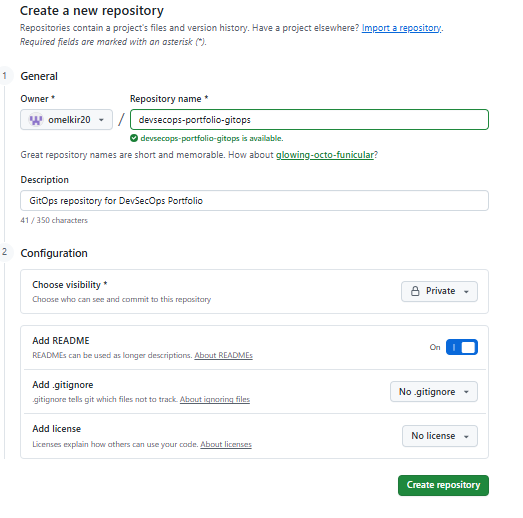 Create a new repository
Repositories contain a project's files and version history. Have a project elsewhere? Import a repository.
Required fields are marked with an asterisk (*).
1 General
Owner * Repository name *
omelkir20 / devsecops-portfolio-gitops
devsecops-portfolio-gitops is available.
Great repository names are short and memorable. How about glowing-octo-funicular?
Description
GitOps repository for DevSecOps Portfolio
41 / 350 characters
2 Configuration
Choose visibility *
Choose who can see and commit to this repository
Private
Add README
READMEs can be used as longer descriptions. About READMEs
On
Add .gitignore
.gitignore tells git which files not to track. About ignoring files
No .gitignore
Add license
Licenses explain how others can use your code. About licenses
No license
Create repository